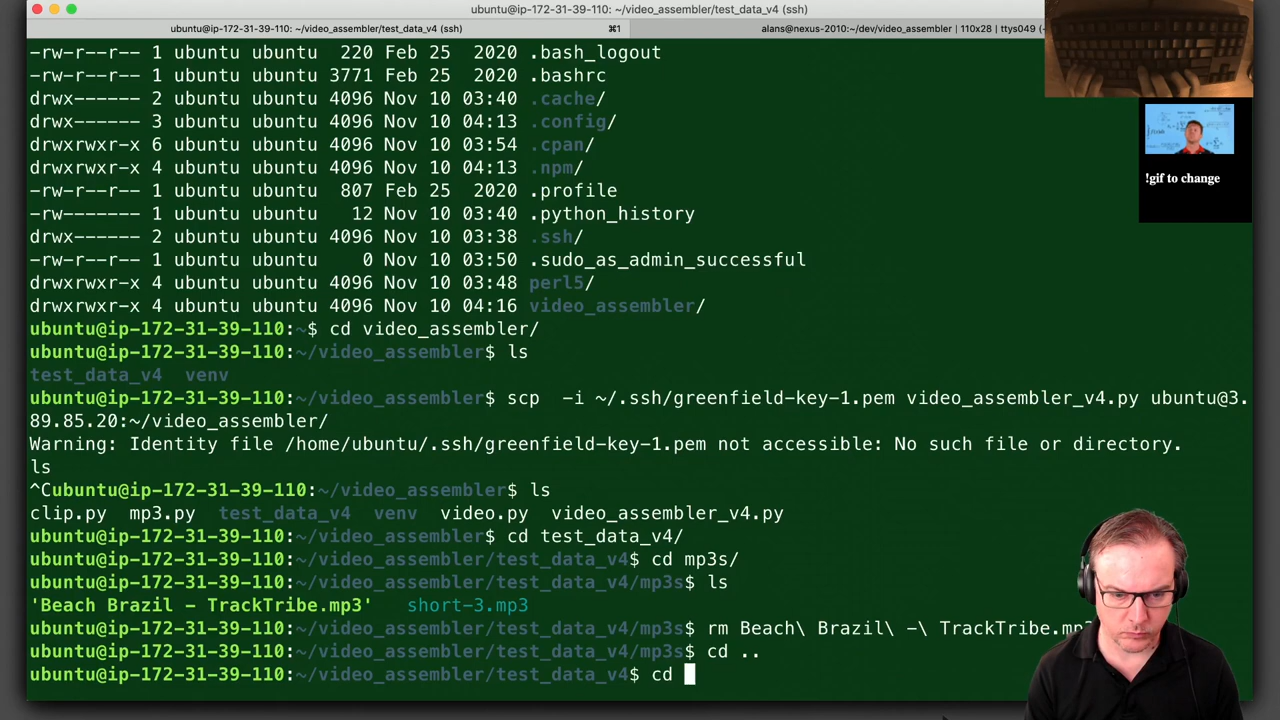 ubuntu@ip-172-31-39-110: ~/video_assembler/test_data_v4 (ssh)
ubuntu@ip-172-31-39-110: ~/video_assembler/test_data_v4 (ssh) ⌘1 alans@nexus-2010:~/dev/video_assembler | 110x28 | ttys049
-rw-r--r-- 1 ubuntu ubuntu 220 Feb 25 2020 .bash_logout
-rw-r--r-- 1 ubuntu ubuntu 3771 Feb 25 2020 .bashrc
drwx------ 2 ubuntu ubuntu 4096 Nov 10 03:40 .cache/
drwx------ 3 ubuntu ubuntu 4096 Nov 10 04:13 .config/
drwxrwxr-x 6 ubuntu ubuntu 4096 Nov 10 03:54 .cpan/
drwxrwxr-x 4 ubuntu ubuntu 4096 Nov 10 04:13 .npm/
-rw-r--r-- 1 ubuntu ubuntu 807 Feb 25 2020 .profile
-rw------- 1 ubuntu ubuntu 12 Nov 10 03:40 .python_history
drwx------ 2 ubuntu ubuntu 4096 Nov 10 03:38 .ssh/
-rw-r--r-- 1 ubuntu ubuntu 0 Nov 10 03:50 .sudo_as_admin_successful
drwxrwxr-x 4 ubuntu ubuntu 4096 Nov 10 03:48 perl5/
drwxrwxr-x 4 ubuntu ubuntu 4096 Nov 10 04:16 video_assembler/
ubuntu@ip-172-31-39-110:~$ cd video_assembler/
ubuntu@ip-172-31-39-110:~/video_assembler$ ls
test_data_v4 venv
ubuntu@ip-172-31-39-110:~/video_assembler$ scp -i ~/.ssh/greenfield-key-1.pem video_assembler_v4.py ubuntu@3.
89.85.20:~/video_assembler/
Warning: Identity file /home/ubuntu/.ssh/greenfield-key-1.pem not accessible: No such file or directory.
ls
^Cubuntu@ip-172-31-39-110:~/video_assembler$ ls
clip.py mp3.py test_data_v4 venv video.py video_assembler_v4.py
ubuntu@ip-172-31-39-110:~/video_assembler$ cd test_data_v4/
ubuntu@ip-172-31-39-110:~/video_assembler/test_data_v4$ cd mp3s/
ubuntu@ip-172-31-39-110:~/video_assembler/test_data_v4/mp3s$ ls
'Beach Brazil - TrackTribe.mp3' short-3.mp3
ubuntu@ip-172-31-39-110:~/video_assembler/test_data_v4/mp3s$ rm Beach\ Brazil\ -\ TrackTribe.mp3
ubuntu@ip-172-31-39-110:~/video_assembler/test_data_v4/mp3s$ cd ..
ubuntu@ip-172-31-39-110:~/video_assembler/test_data_v4$ cd
!gif to change